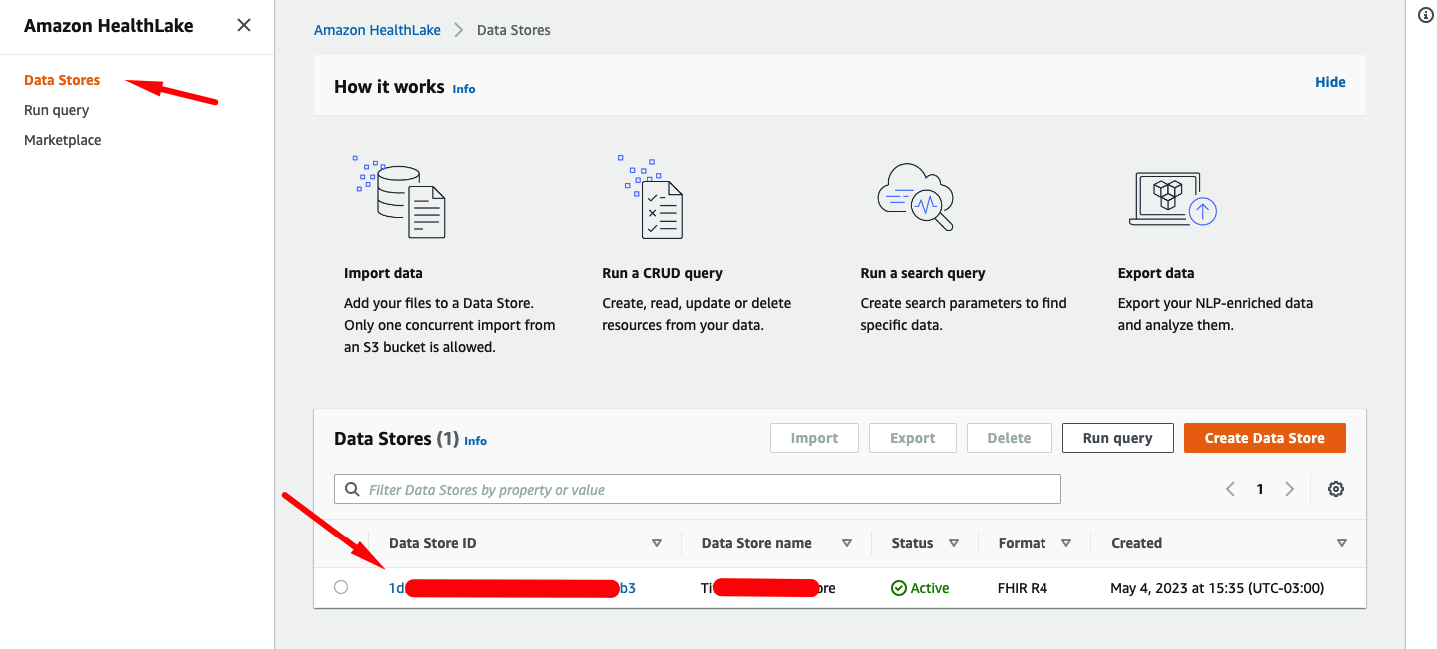 Amazon HealthLake
Data Stores
Run query
Marketplace
Amazon HealthLake > Data Stores
How it works Info
Hide
Import data
Add your files to a Data Store.
Only one concurrent import from
an S3 bucket is allowed.
Run a CRUD query
Create, read, update or delete
resources from your data.
Run a search query
Create search parameters to find
specific data.
Export data
Export your NLP-enriched data
and analyze them.
Data Stores (1) Info
Import Export Delete Run query Create Data Store
Filter Data Stores by property or value
1
Data Store ID Data Store name Status Format Created
1d b3 Ti ore Active FHIR R4 May 4, 2023 at 15:35 (UTC-03:00)